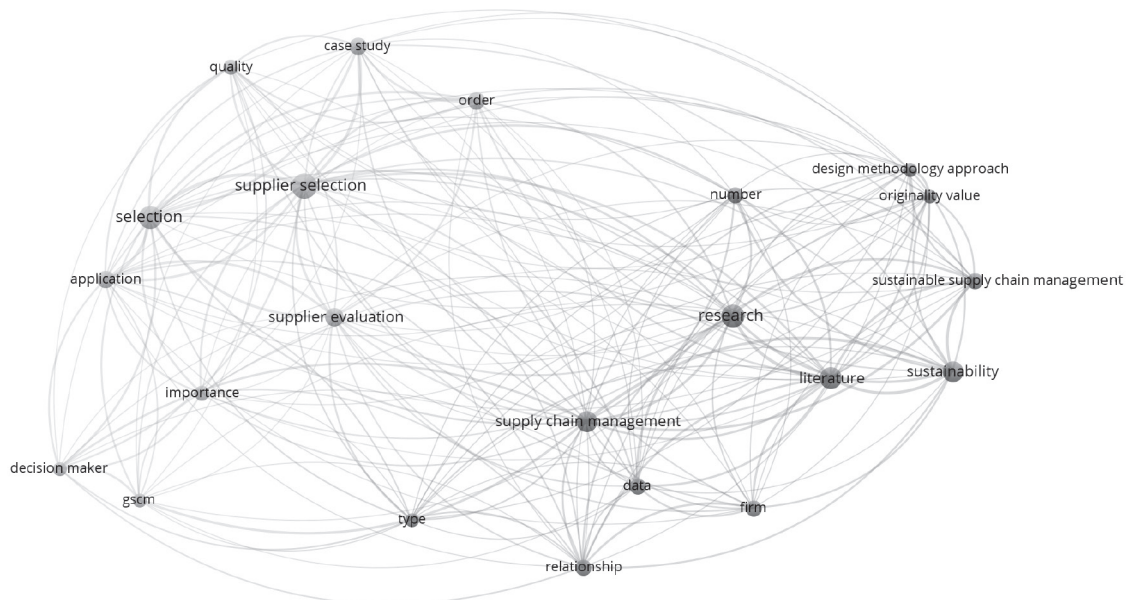 case study
quality
order
design methodology approach
supplier selection
number
originality value
selection
application
sustainable supply chain management
supplier evaluation
research
literature
sustainability
importance
supply chain management
decision maker
data
gscm
firm
type
relationship